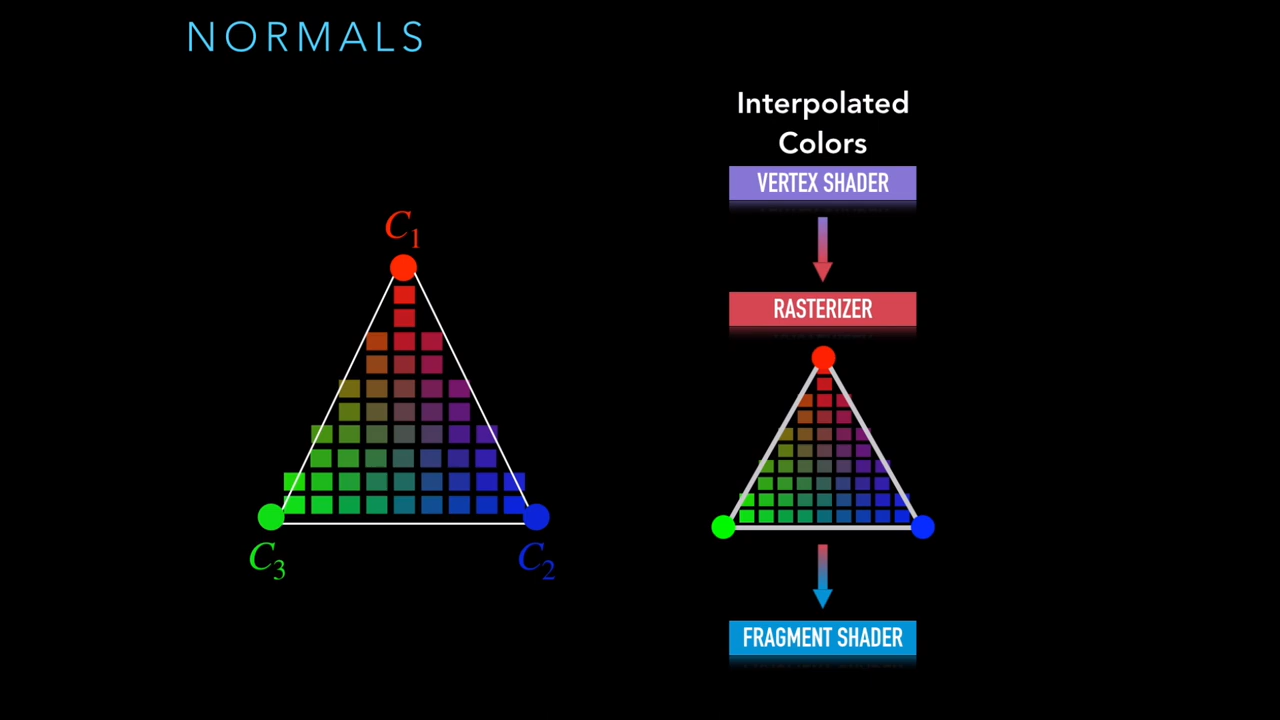 NORMALS
Interpolated
Colors
VERTEX SHADER
C1
RASTERIZER
C3
C2
FRAGMENT SHADER